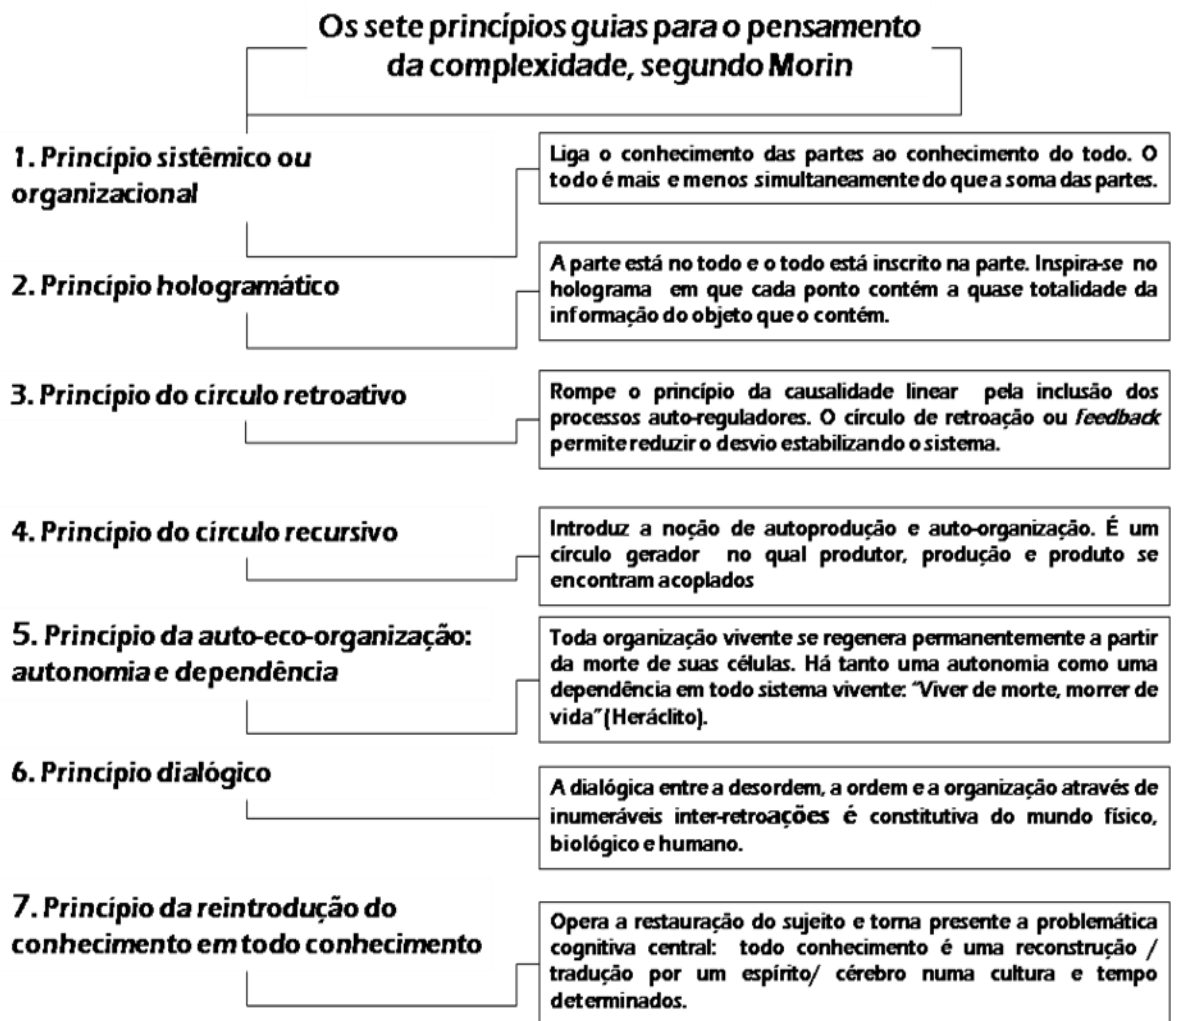 Os sete princípios guias para o pensamento
da complexidade, segundo Morin
1. Princípio sistêmico ou
organizacional
Liga o conhecimento das partes ao conhecimento do todo. O
todo é mais e menos simultaneamente do que a soma das partes.
2. Princípio hologramático
A parte está no todo e o todo está inscrito na parte. Inspira-se no
holograma em que cada ponto contém a quase totalidade da
informação do objeto que o contém.
3. Princípio do círculo retroativo
Rompe o princípio da causalidade linear pela inclusão dos
processos auto-reguladores. O círculo de retroação ou feedback
permite reduzir o desvio estabilizando o sistema.
4. Princípio do círculo recursivo
Introduz a noção de autoprodução e auto-organização. É um
círculo gerador no qual produtor, produção e produto se
encontram acoplados
5. Princípio da auto-eco-organização:
autonomia e dependência
Toda organização vivente se regenera permanentemente a partir
da morte de suas células. Há tanto uma autonomia como uma
dependência em todo sistema vivente: “Viver de morte, morrer de
vida”(Heráclito).
6. Princípio dialógico
A dialógica entre a desordem, a ordem e a organização através de
inumeráveis inter-retroações é constitutiva do mundo físico,
biológico e humano.
7. Princípio da reintrodução do
conhecimento em todo conhecimento
Opera a restauração do sujeito e torna presente a problemática
cognitiva central: todo conhecimento é uma reconstrução /
tradução por um espírito/ cérebro numa cultura e tempo
determinados.